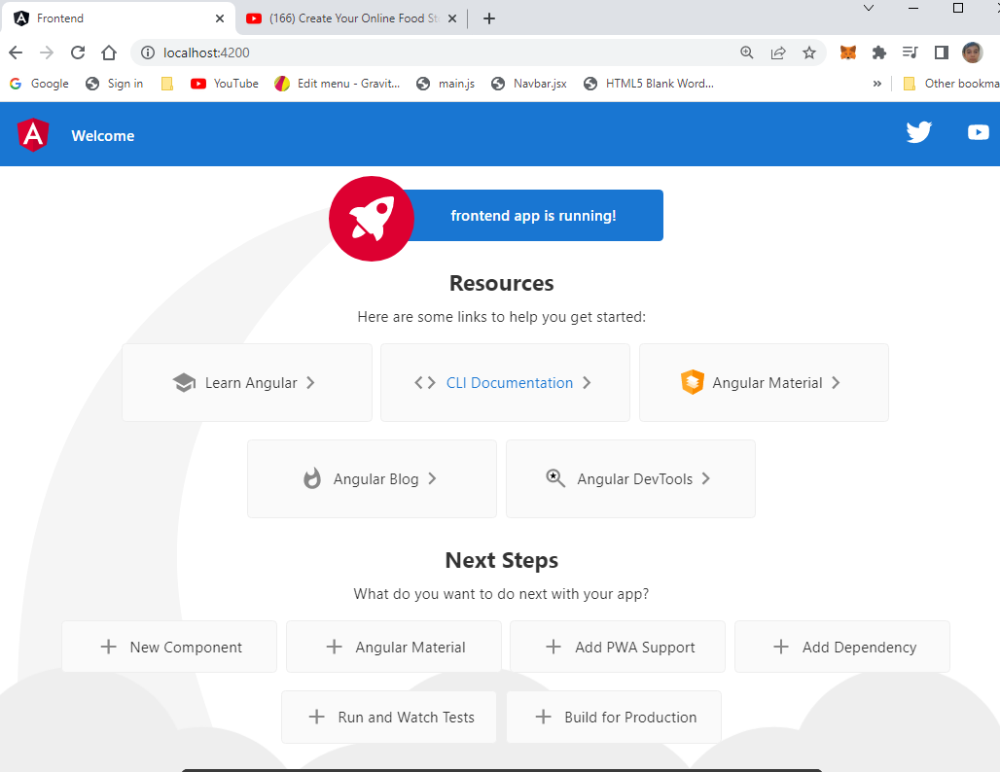 Frontend
(166) Create Your Online Food St
localhost:4200
Google Sign in YouTube Edit menu - Gravit... main.js Navbar.jsx HTML5 Blank Word... » Other bookma
Welcome
frontend app is running!
Resources
Here are some links to help you get started:
Learn Angular CLI Documentation Angular Material
Angular Blog Angular DevTools
Next Steps
What do you want to do next with your app?
New Component Angular Material Add PWA Support Add Dependency
Run and Watch Tests Build for Production